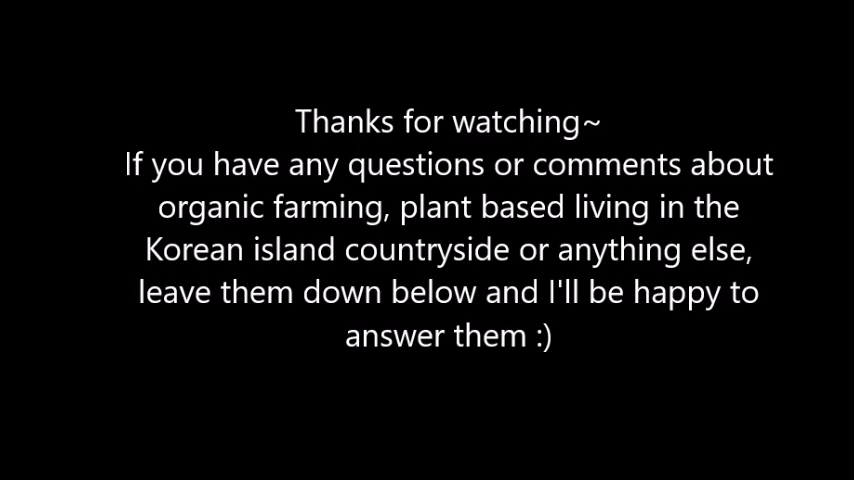 Thanks for watching~
If you have any questions or comments about
organic farming, plant based living in the
Korean island countryside or anything else,
leave them down below and I'll be happy to
answer them :)